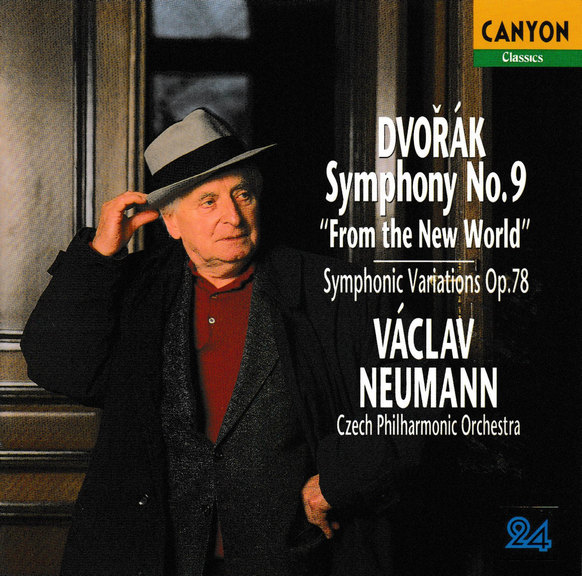 CANYON
Classics
DVOŘÁK
Symphony No.9
"From the New World"
Symphonic Variations Op.78
VÁCLAV
NEUMANN
Czech Philharmonic Orchestra
24